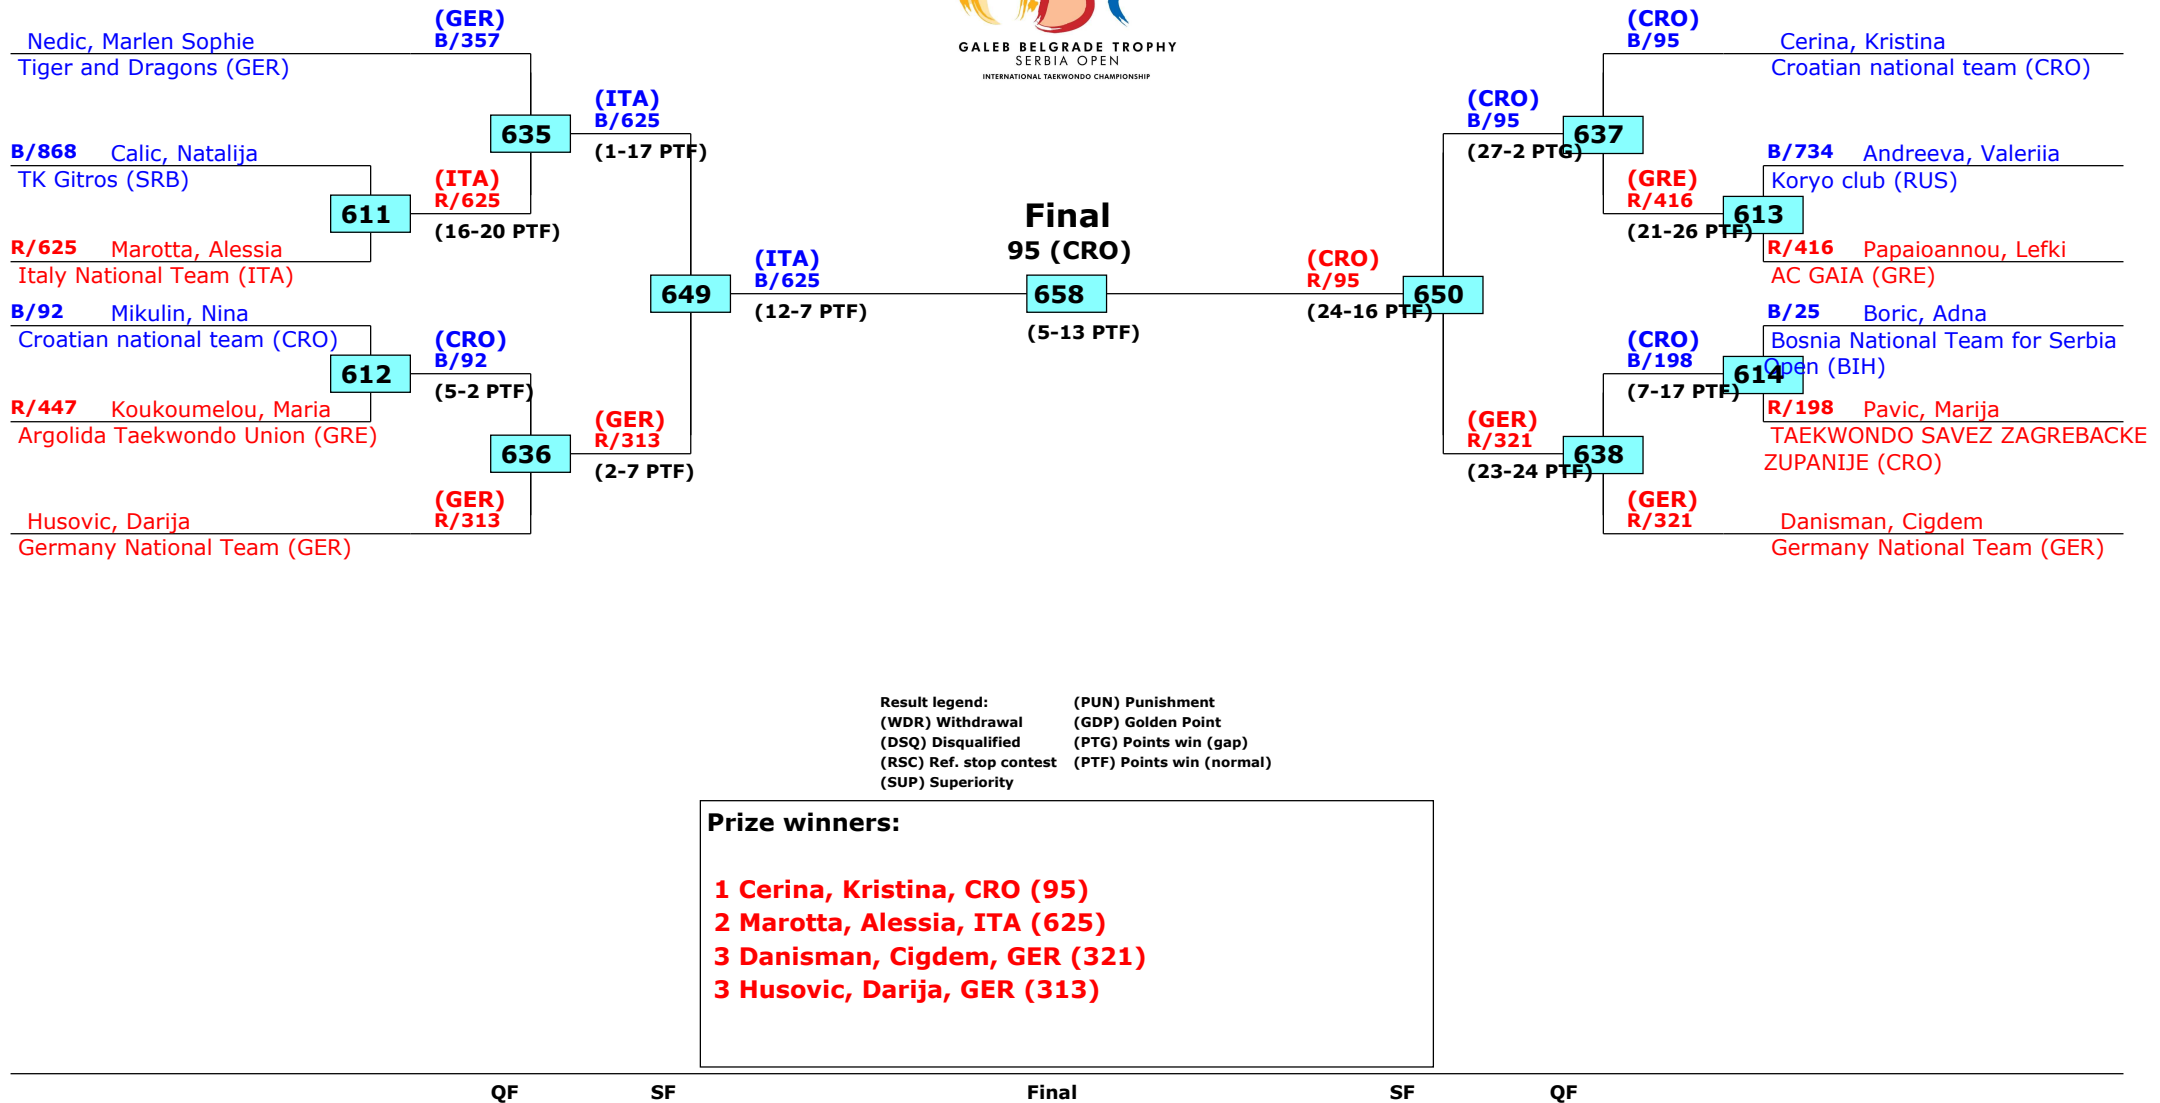 GALEB BELGRADE TROPHY
SERBIA OPEN
INTERNATIONAL TAEKWONDO CHAMPIONSHIP
Nedic, Marlen Sophie
Tiger and Dragons (GER)
(GER)
B/357
B/868 Calic, Natalija
TK Gitros (SRB)
611
R/625 Marotta, Alessia
Italy National Team (ITA)
(ITA)
R/625
(16-20 PTF)
635
(ITA)
B/625
(1-17 PTF)
B/92 Mikulin, Nina
Croatian national team (CRO)
612
R/447 Koukoumelou, Maria
Argolida Taekwondo Union (GRE)
(CRO)
B/92
(5-2 PTF)
636
(GER)
R/313
(2-7 PTF)
Husovic, Darija
Germany National Team (GER)
(GER)
R/313
649
(ITA)
B/625
(12-7 PTF)
Final
95 (CRO)
658
(5-13 PTF)
(CRO)
R/95
(24-16 PTF)
650
(CRO)
B/95
(27-2 PTG)
637
(CRO)
B/95
Cerina, Kristina
Croatian national team (CRO)
(GRE)
R/416
(21-26 PTF)
613
B/734 Andreeva, Valeriia
Koryo club (RUS)
R/416 Papaioannou, Lefki
AC GAIA (GRE)
(GER)
R/321
(23-24 PTF)
638
(CRO)
B/198
(7-17 PTF)
614
B/25 Boric, Adna
Bosnia National Team for Serbia
Open (BIH)
R/198 Pavic, Marija
TAEKWONDO SAVEZ ZAGREBACKE
ZUPANIJE (CRO)
(GER)
R/321
Danisman, Cigdem
Germany National Team (GER)
Result legend: (PUN) Punishment
(WDR) Withdrawal (GDP) Golden Point
(DSQ) Disqualified (PTG) Points win (gap)
(RSC) Ref. stop contest (PTF) Points win (normal)
(SUP) Superiority
Prize winners:
1 Cerina, Kristina, CRO (95)
2 Marotta, Alessia, ITA (625)
3 Danisman, Cigdem, GER (321)
3 Husovic, Darija, GER (313)
QF SF Final SF QF